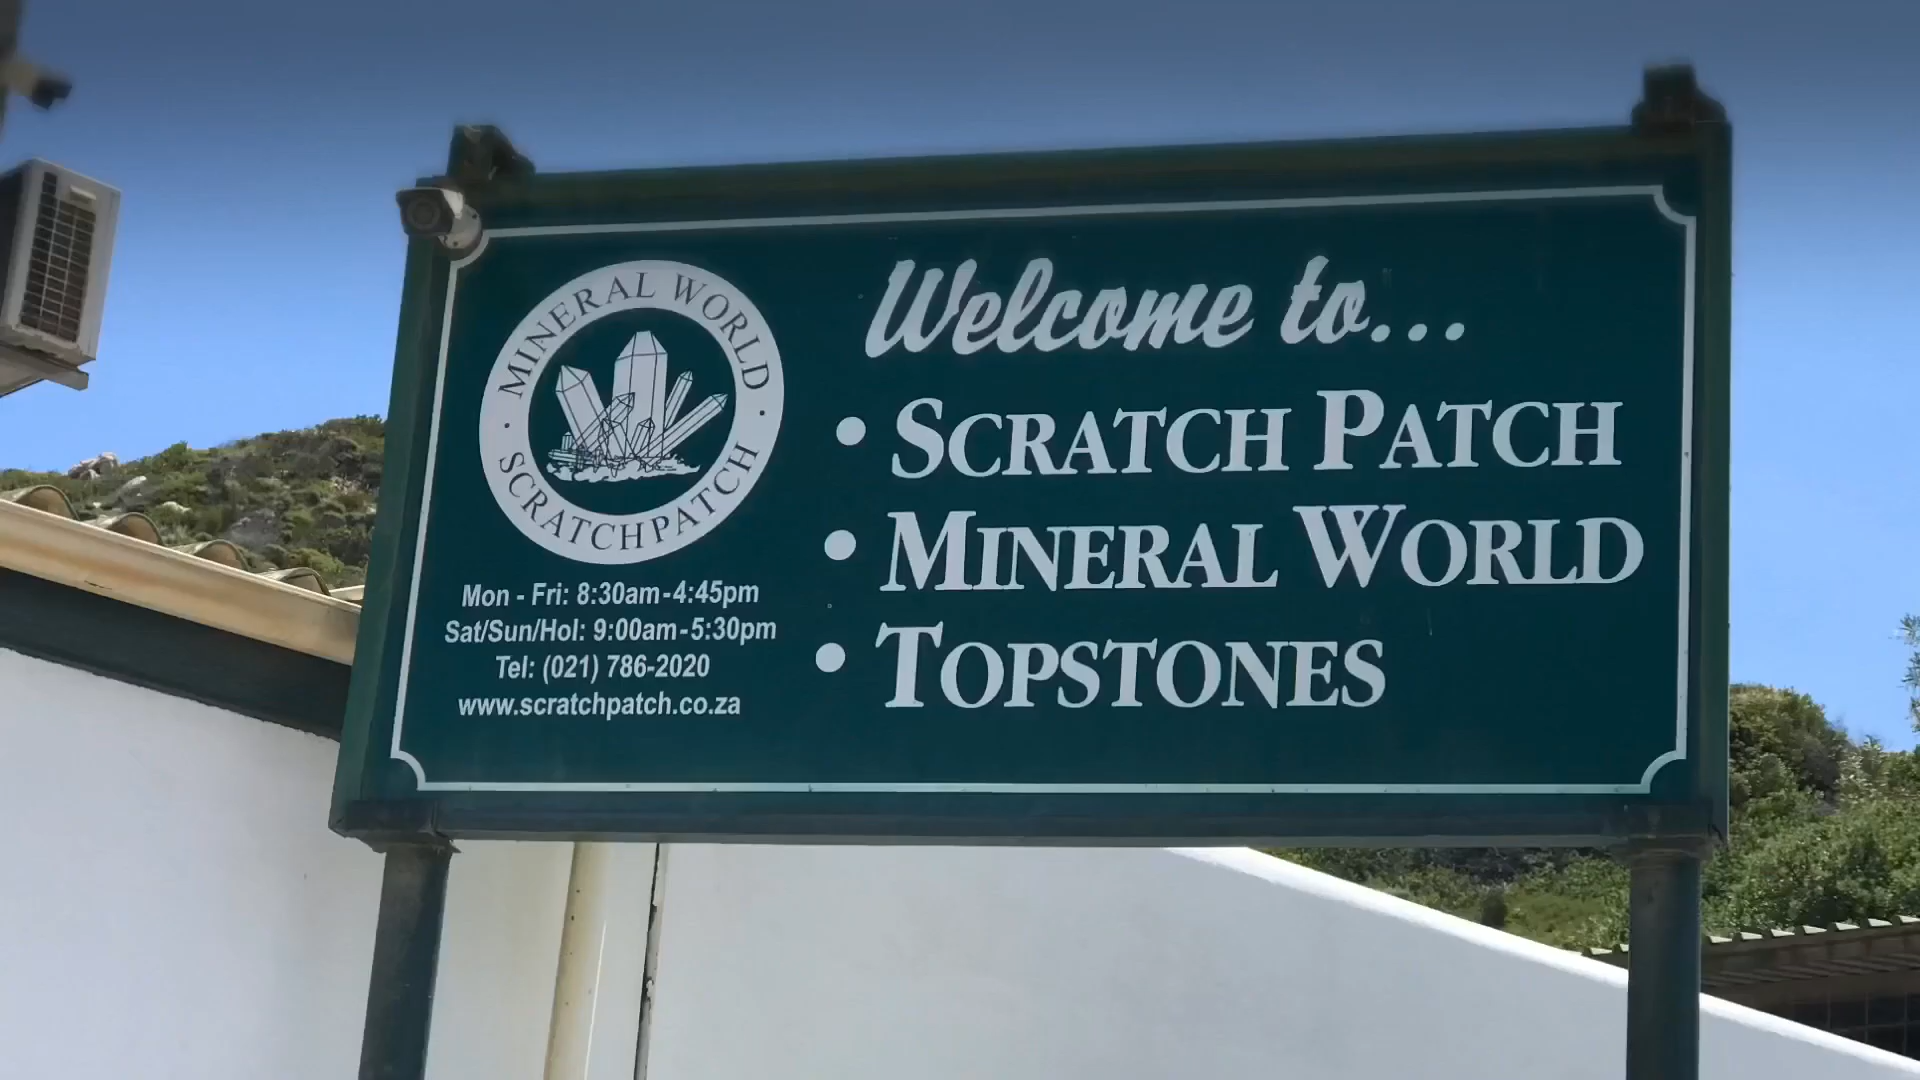 MINERAL WORLD
SCRATCHPATCH
Mon - Fri: 8:30am-4:45pm
Sat/Sun/Hol: 9:00am-5:30pm
Tel: (021) 786-2020
www.scratchpatch.co.za
Welcome to...
• SCRATCH PATCH
• MINERAL WORLD
• TOPSTONES